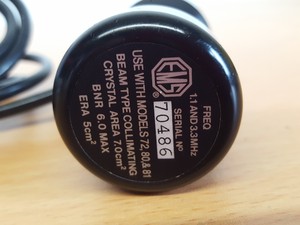 EMS
FREQ
1.1 AND 3.3MHz
SERIAL Nº
70486
USE WITH MODELS 72,80,&81
BEAM TYPE COLLIMATING
CRYSTAL AREA 7.0cm²
BNR 6.0 MAX
ERA 5cm²